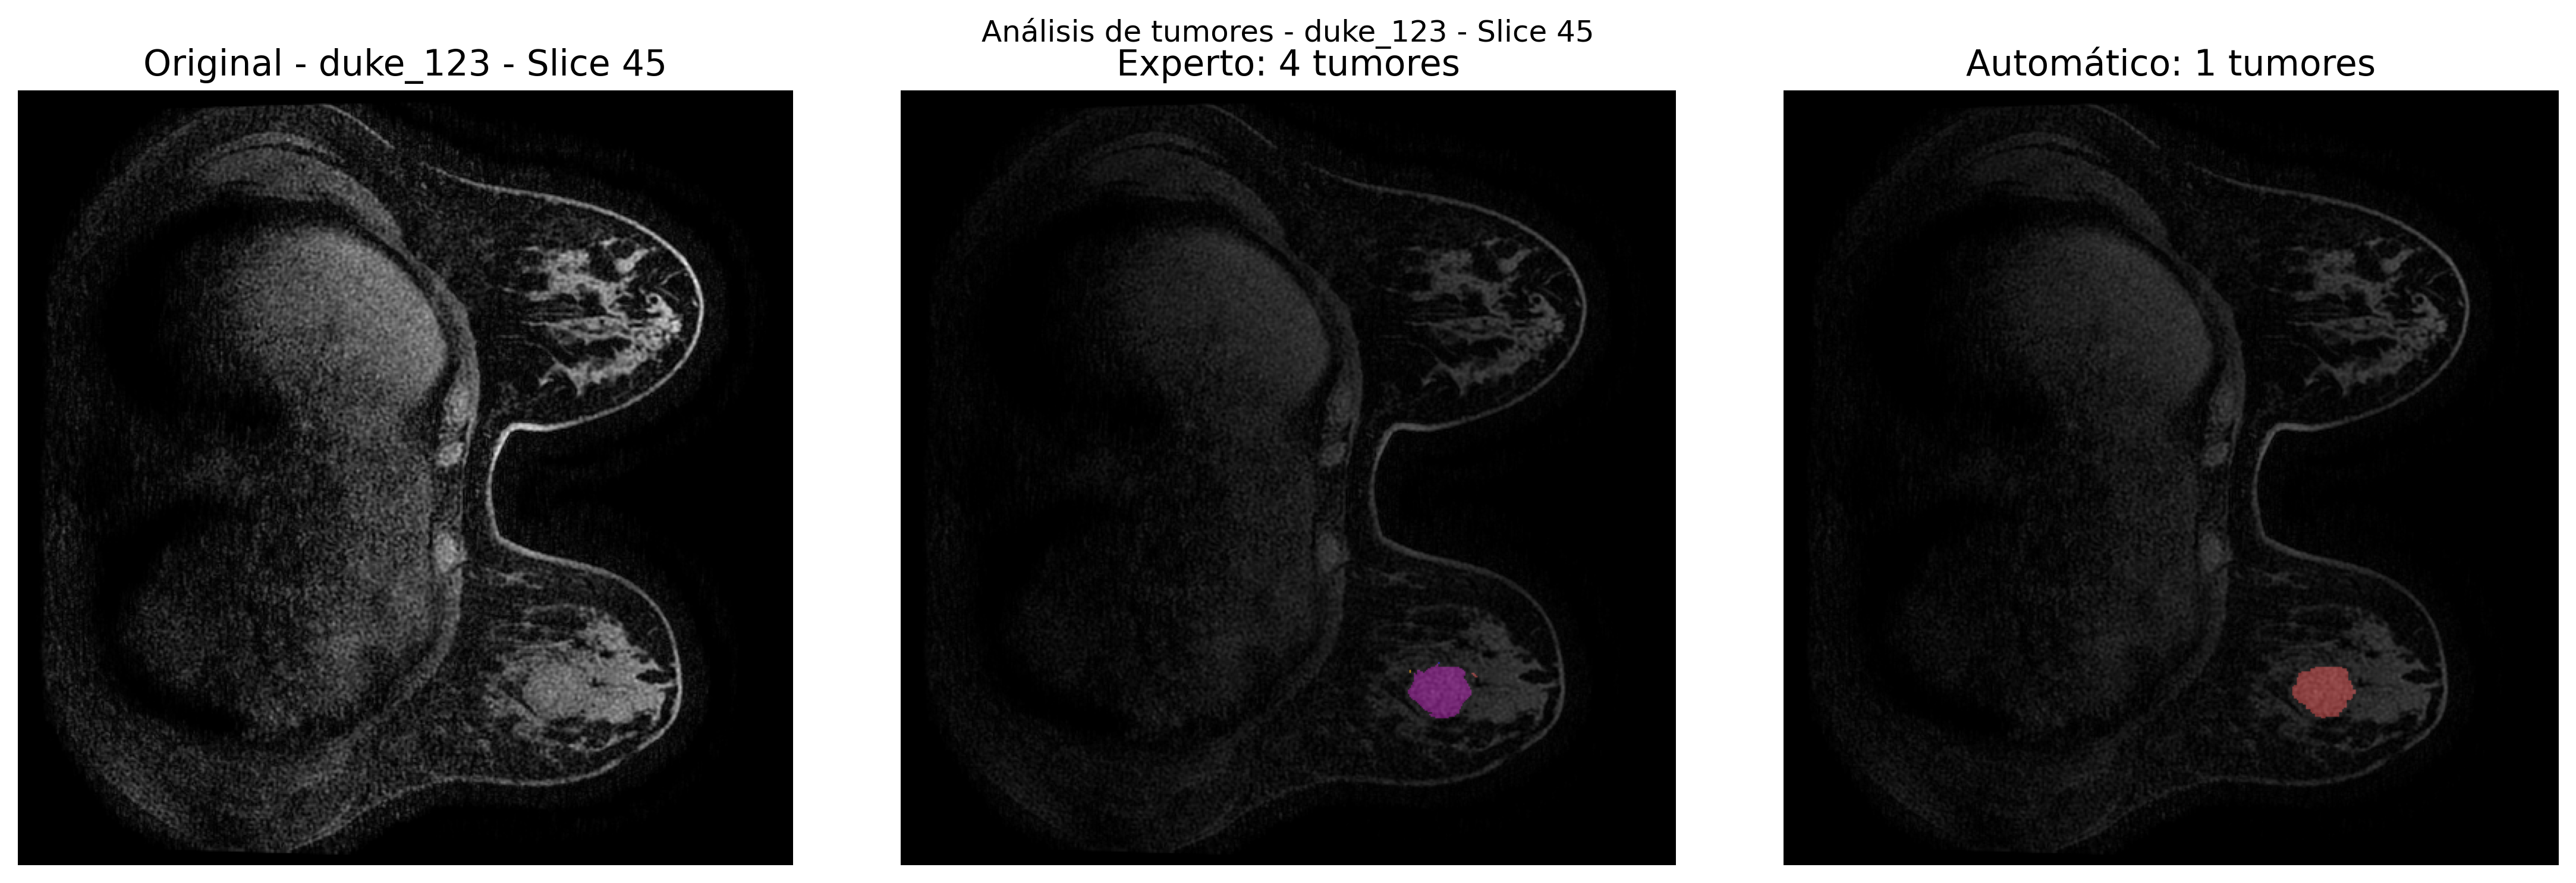 Análisis de tumores - duke_123 - Slice 45
Original - duke_123 - Slice 45
Experto: 4 tumores
Automático: 1 tumores